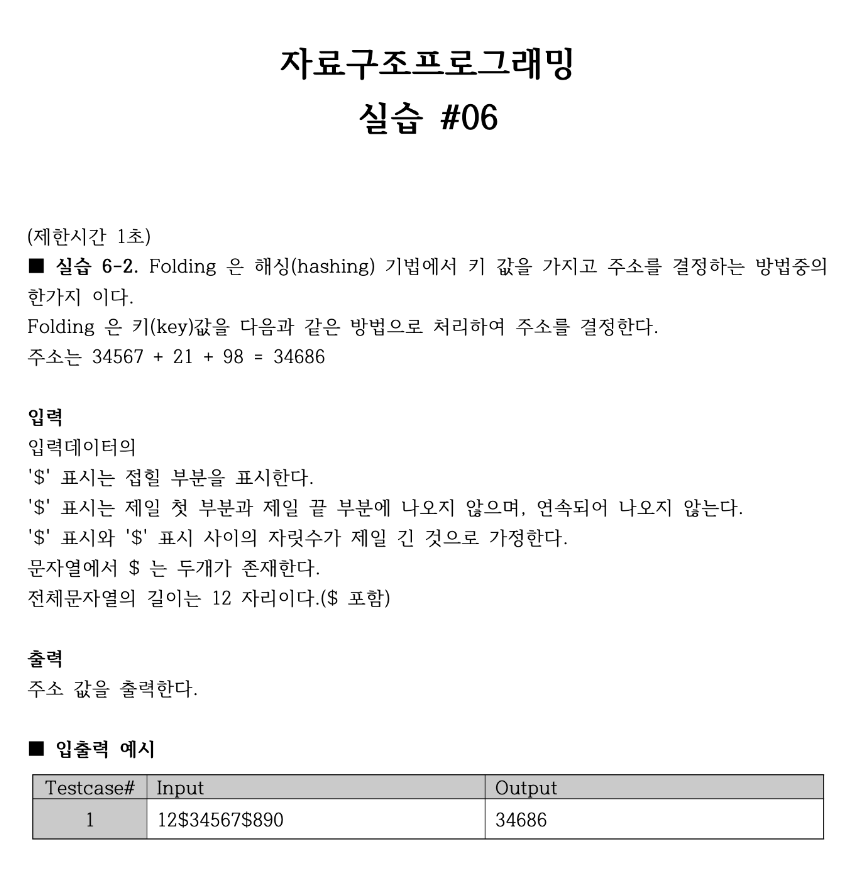 자료구조프로그래밍
실습 #06
(제한시간 1초)
■ 실습 6-2. Folding 은 해싱(hashing) 기법에서 키 값을 가지고 주소를 결정하는 방법중의
한가지 이다.
Folding 은 키(key)값을 다음과 같은 방법으로 처리하여 주소를 결정한다.
주소는 34567 + 21 + 98 = 34686
입력
입력데이터의
'$' 표시는 접힐 부분을 표시한다.
'$' 표시는 제일 첫 부분과 제일 끝 부분에 나오지 않으며, 연속되어 나오지 않는다.
'$' 표시와 '$' 표시 사이의 자릿수가 제일 긴 것으로 가정한다.
문자열에서 $ 는 두개가 존재한다.
전체문자열의 길이는 12 자리이다.($ 포함)
출력
주소 값을 출력한다.
■ 입출력 예시
Testcase# Input Output
1 12$34567$890 34686